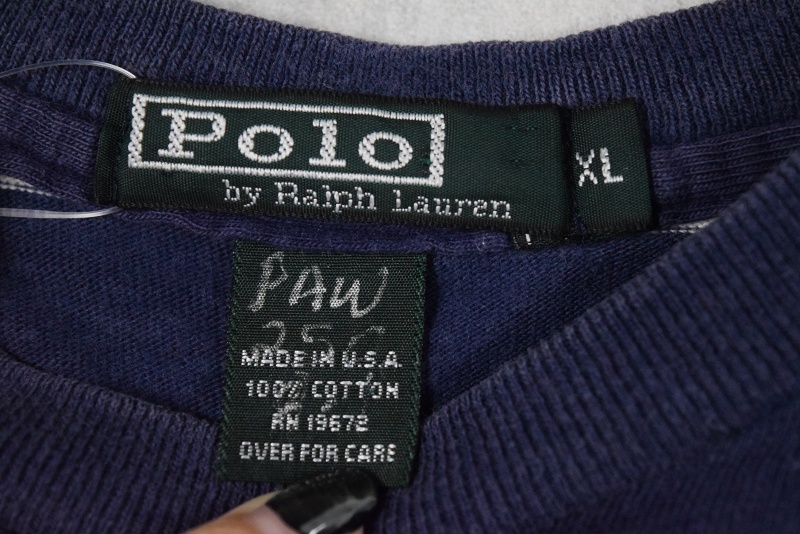 Polo
by Ralph Lauren
XL
PAW
MADE IN U.S.A.
100% COTTON
RN 19672
OVER FOR CARE